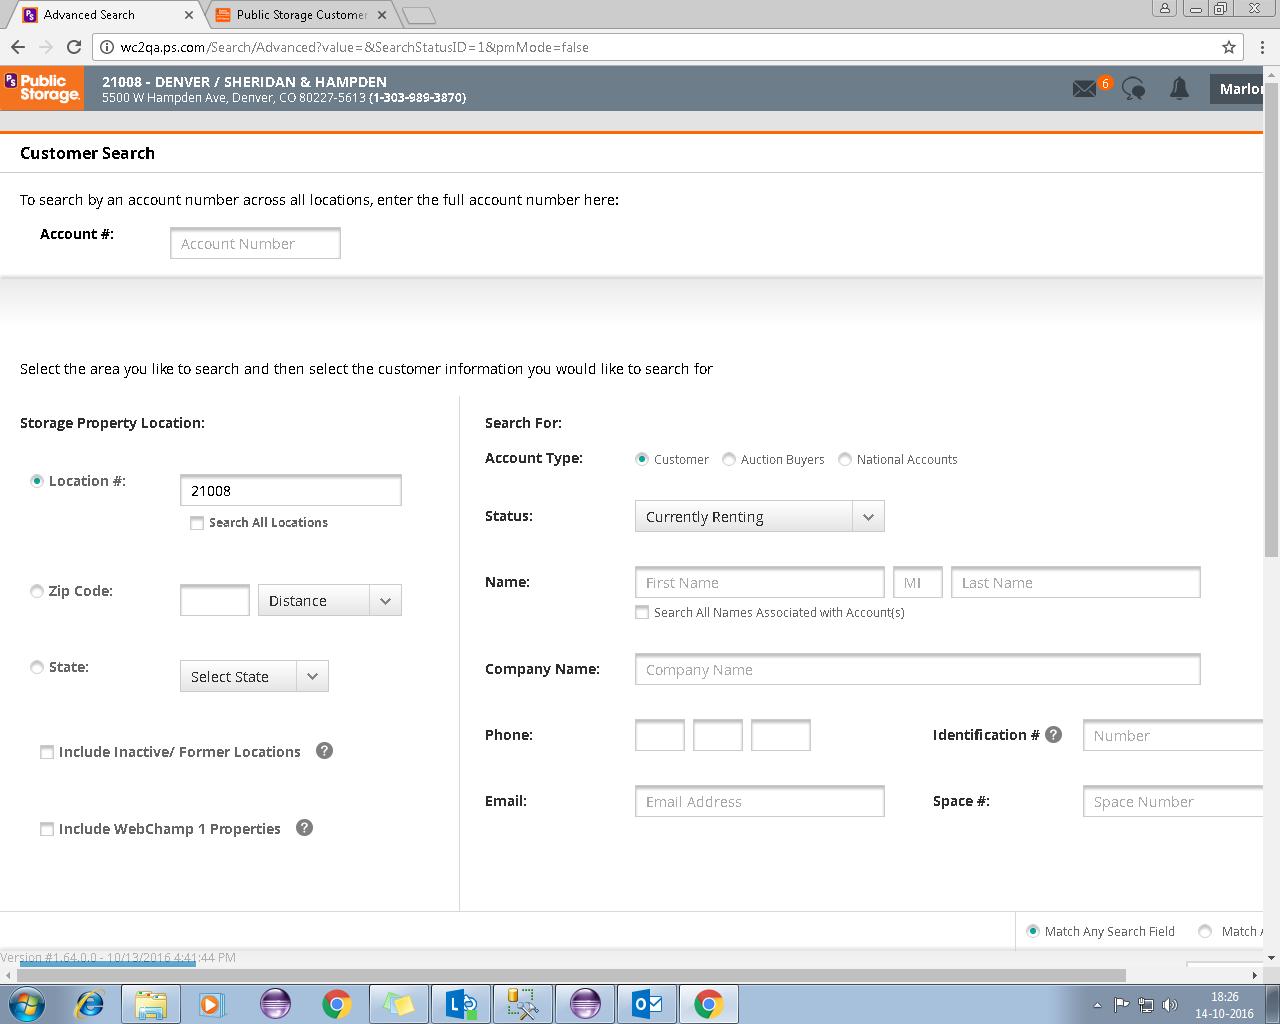 Advanced Search
Public Storage Customer
wc2qa.ps.com/Search/Advanced?value=&SearchStatusID=1&pmMode=false
PS Public Storage.
21008 - DENVER / SHERIDAN & HAMPDEN
5500 W Hampden Ave, Denver, CO 80227-5613 (1-303-989-3870)
6
Marlo
Customer Search
To search by an account number across all locations, enter the full account number here:
Account #:
Account Number
Select the area you like to search and then select the customer information you would like to search for
Storage Property Location:
Location #:
21008
Search All Locations
Zip Code:
Distance
State:
Select State
Include Inactive/ Former Locations ?
Include WebChamp 1 Properties ?
Search For:
Account Type:
Customer
Auction Buyers
National Accounts
Status:
Currently Renting
Name:
First Name
MI
Last Name
Search All Names Associated with Account(s)
Company Name:
Company Name
Phone:
Identification # ?
Number
Email:
Email Address
Space #:
Space Number
Match Any Search Field
Match
Version #1.64.0.0 - 10/13/2016 4:41:44 PM
18:26
14-10-2016